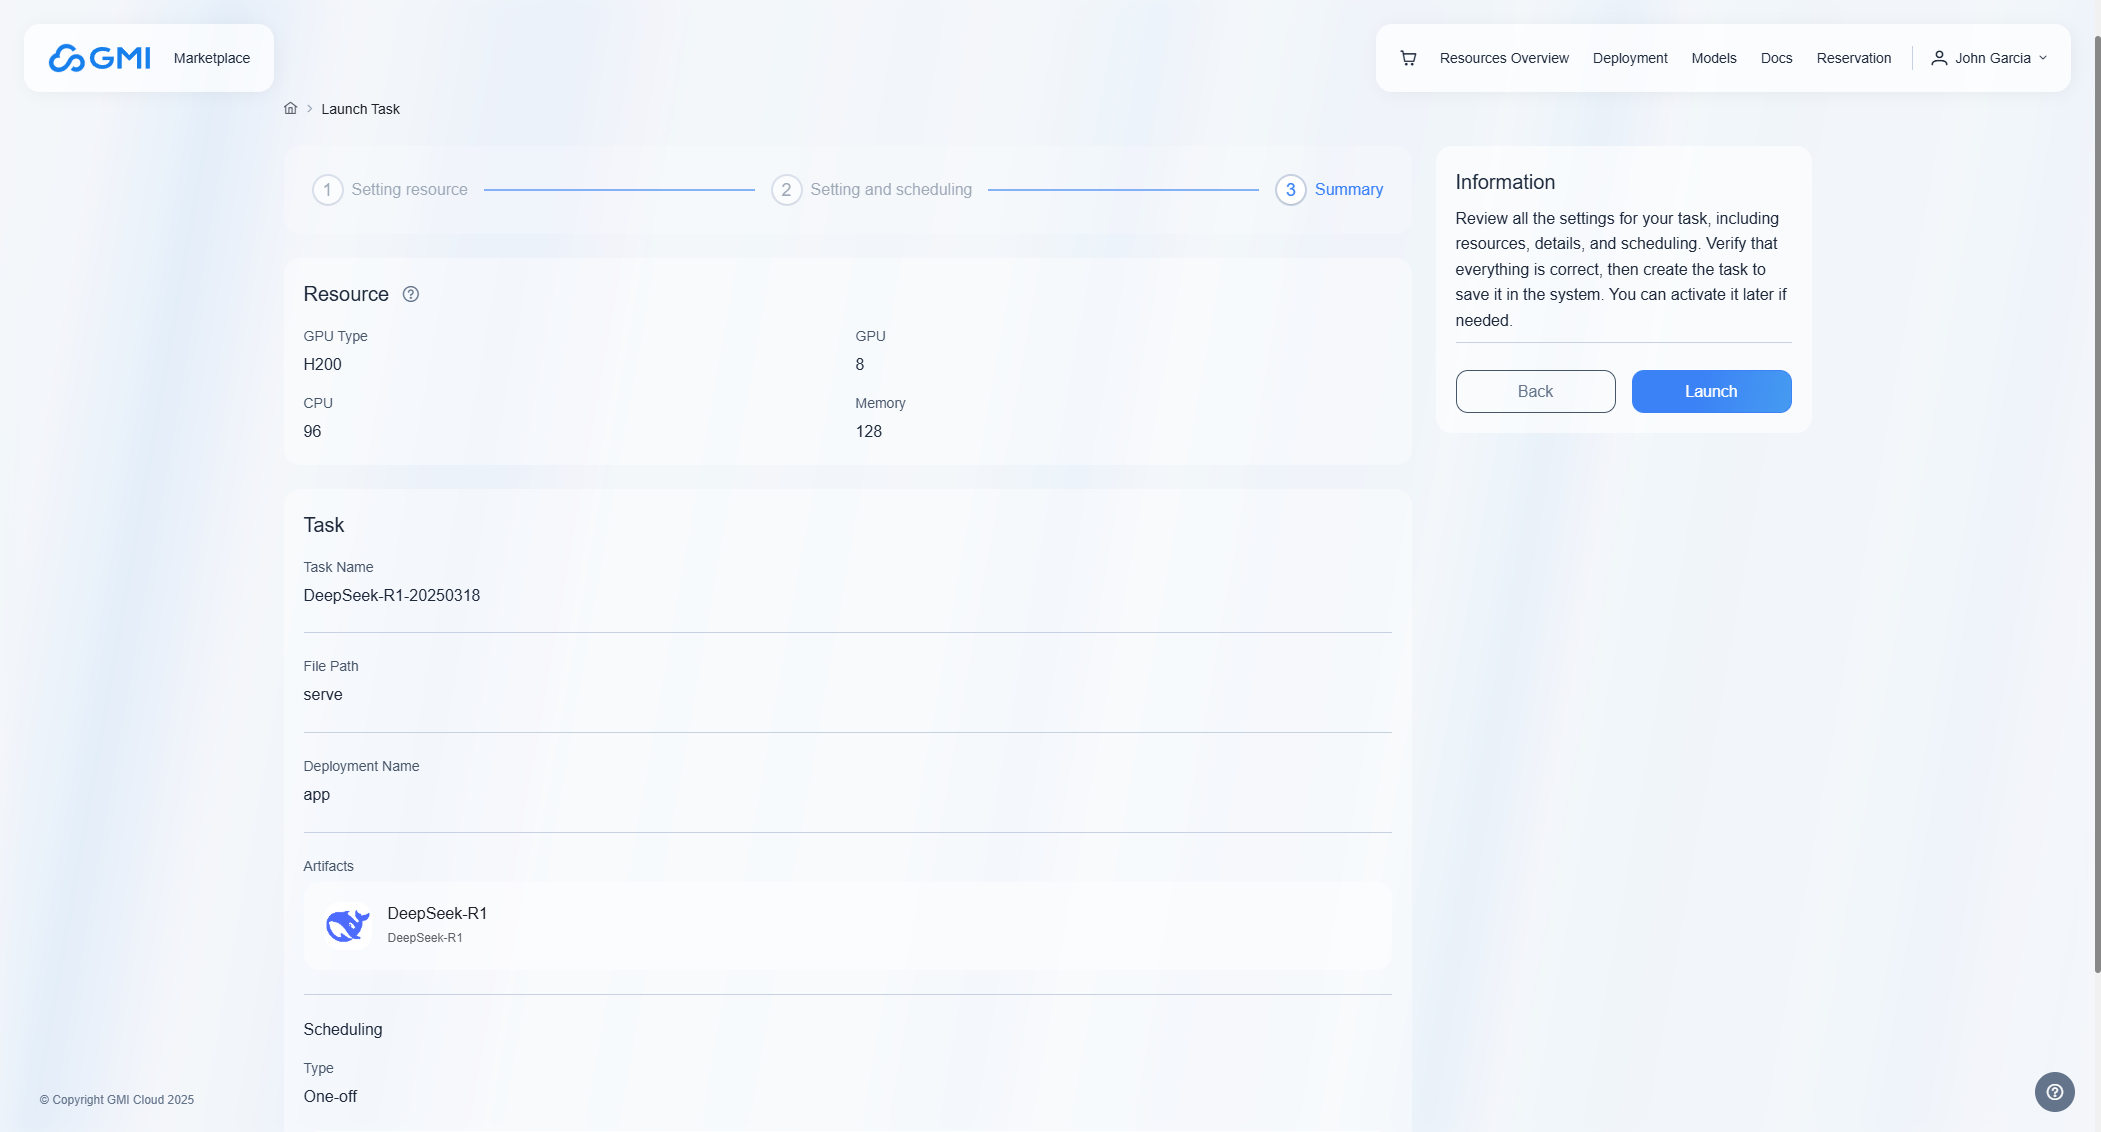 GMI
Marketplace
Resources Overview
Deployment
Models
Docs
Reservation
John Garcia
Launch Task
1 Setting resource
2 Setting and scheduling
3 Summary
Resource
GPU Type
H200
GPU
8
CPU
96
Memory
128
Information
Review all the settings for your task, including
resources, details, and scheduling. Verify that
everything is correct, then create the task to
save it in the system. You can activate it later if
needed.
Back
Launch
Task
Task Name
DeepSeek-R1-20250318
File Path
serve
Deployment Name
app
Artifacts
DeepSeek-R1
DeepSeek-R1
Scheduling
Type
One-off
© Copyright GMI Cloud 2025